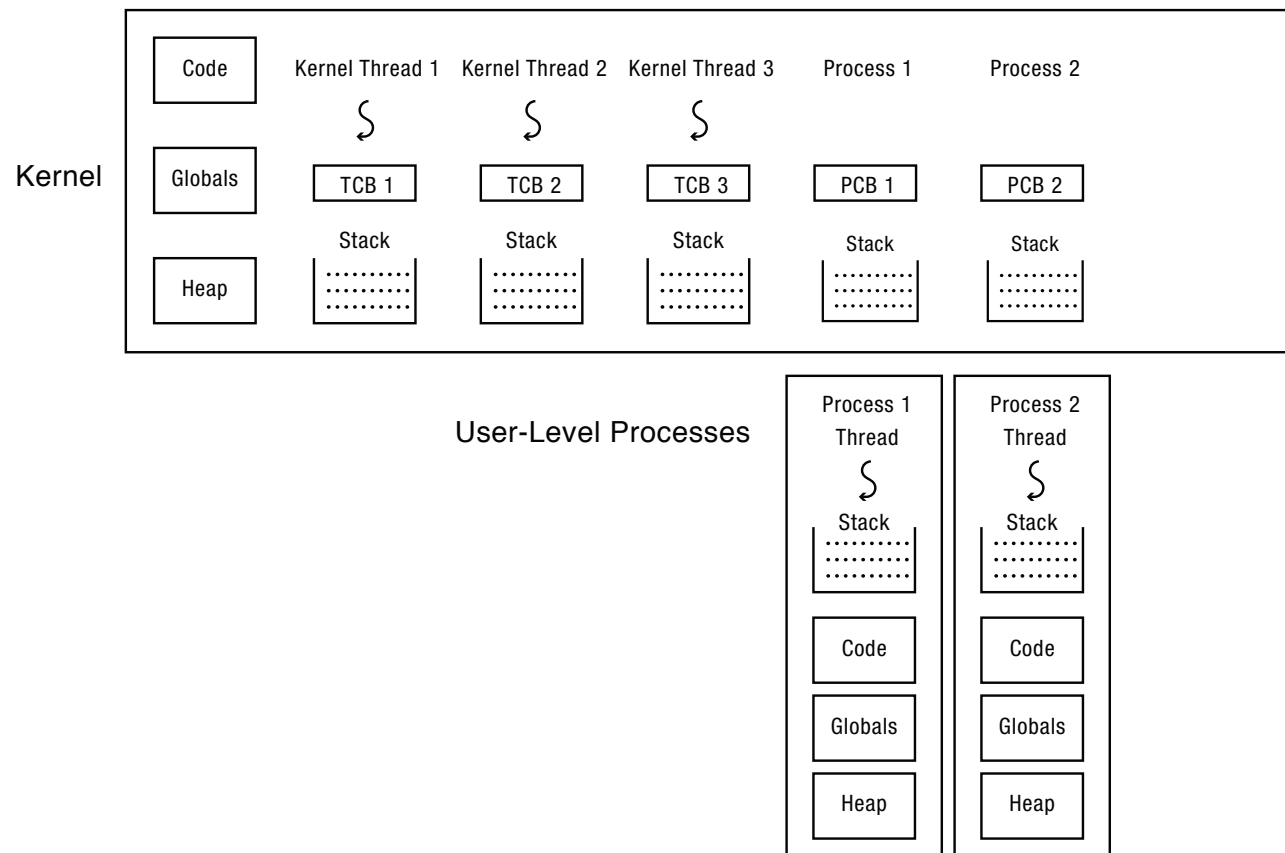 Code
Kernel Thread 1
Kernel Thread 2
Kernel Thread 3
Process 1
Process 2
Kernel
Globals
TCB 1
TCB 2
TCB 3
PCB 1
PCB 2
Stack
Stack
Stack
Stack
Stack
Heap
User-Level Processes
Process 1
Thread
Stack
Code
Globals
Heap
Process 2
Thread
Stack
Code
Globals
Heap